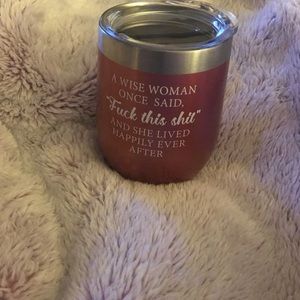 A WISE WOMAN
ONCE SAID,
"Fuck this shit"
AND SHE LIVED
HAPPILY EVER
AFTER